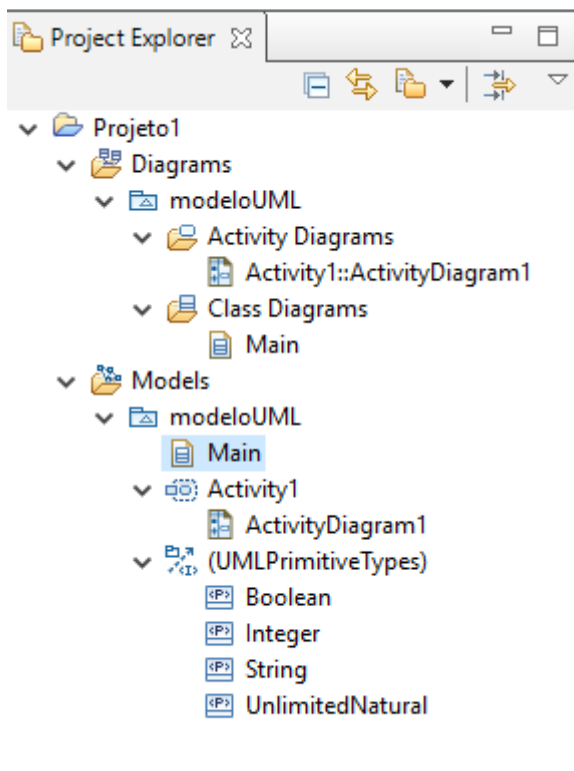 Project Explorer
Projeto1
Diagrams
modeloUML
Activity Diagrams
Activity1::ActivityDiagram1
Class Diagrams
Main
Models
modeloUML
Main
Activity1
ActivityDiagram1
(UMLPrimitiveTypes)
<P> Boolean
<P> Integer
<P> String
<P> UnlimitedNatural